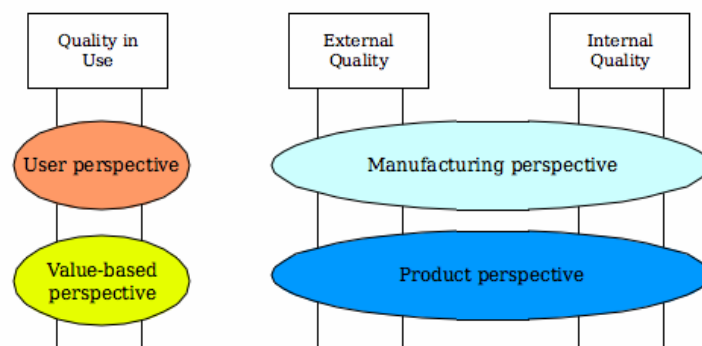 Quality in
Use
External
Quality
Internal
Quality
User perspective
Manufacturing perspective
Value-based
perspective
Product perspective